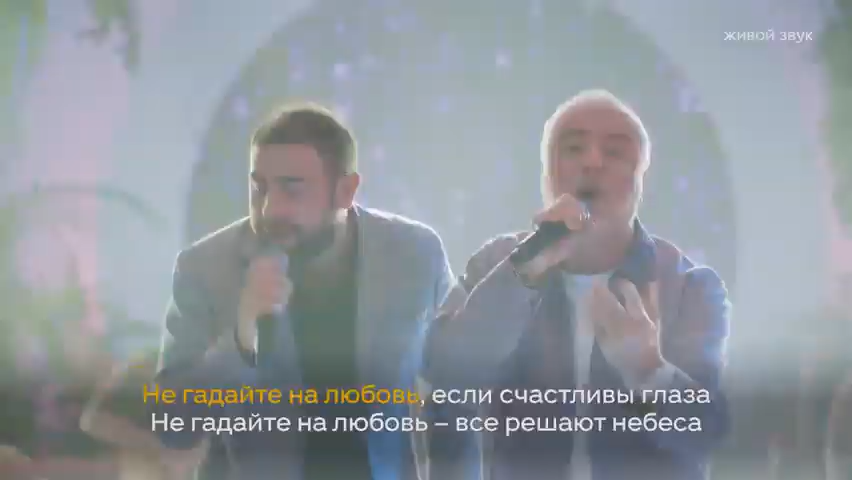 живой звук
Не гадайте на любовь, если счастливы глаза
Не гадайте на любовь – все решают небеса